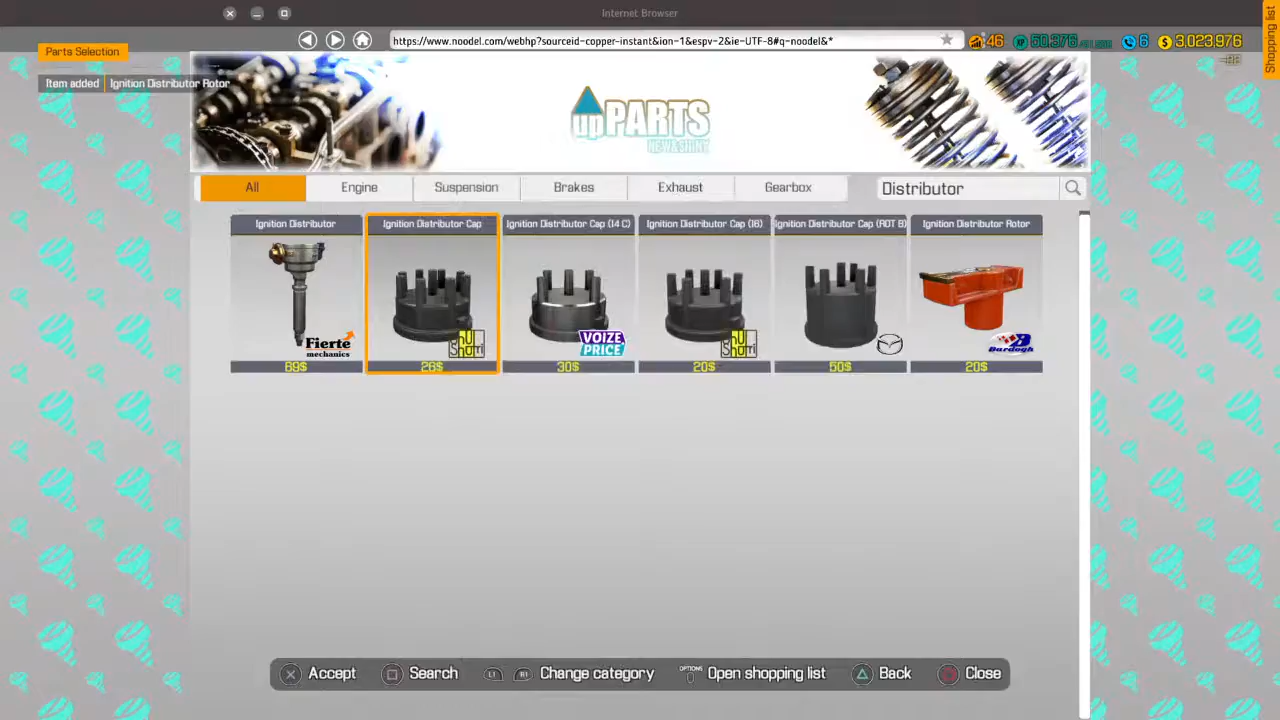 Internet Browser
https://www.noodel.com/webhp?sourceid-copper-instant&ion-1&espv-2&ie-UTF-8#q-noodel&*
46
6
3,023,976
Shopping list
Parts Selection
Item added Ignition Distributor Rotor
upPARTS
NEW&SHINY
All Engine Suspension Brakes Exhaust Gearbox Distributor
Ignition Distributor Ignition Distributor Cap Ignition Distributor Cap (I4 C) Ignition Distributor Cap (I6) Ignition Distributor Cap (ROT B) Ignition Distributor Rotor
Fierte
mechanics
VOIZE
PRICE
Bardogh
69$ 26$ 30$ 20$ 50$ 20$
Accept Search L1 R1 Change category OPTIONS Open shopping list Back Close